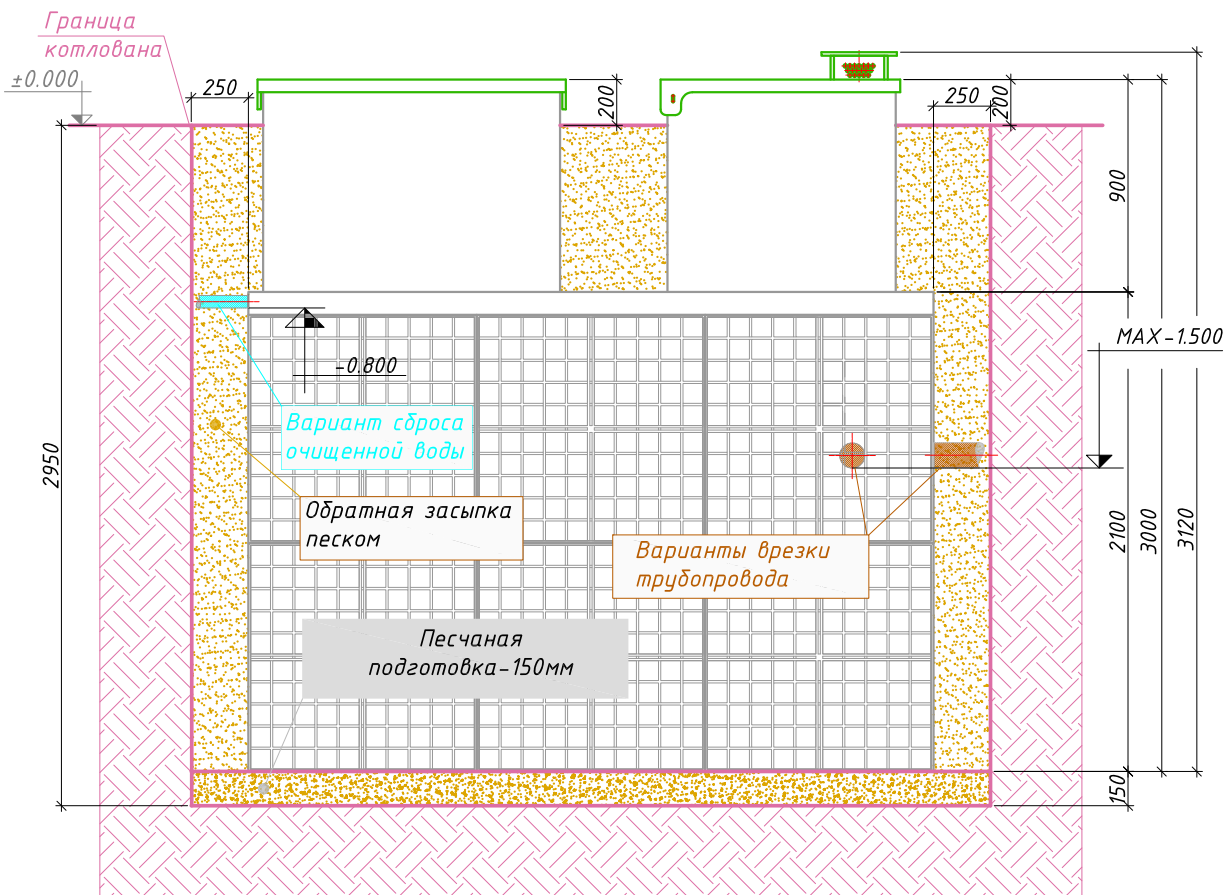 Граница
котлована
±0.000
250
200
250
200
900
MAX-1.500
-0.800
Вариант сброса
очищенной воды
2950
Обратная засыпка
песком
Варианты врезки
трубопровода
2100
3000
3120
Песчаная
подготовка-150мм
150